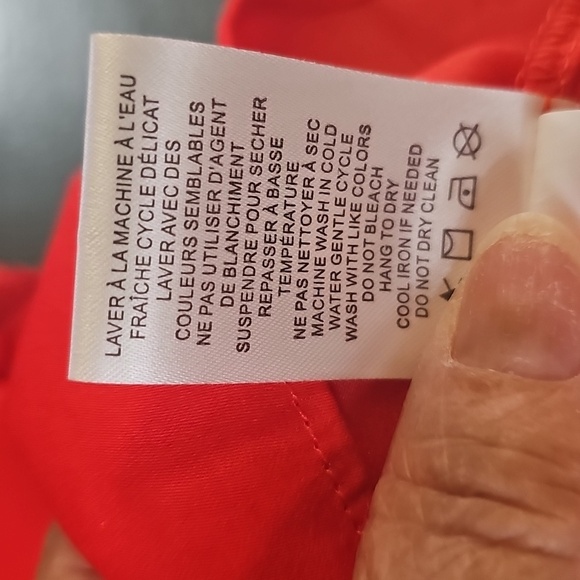 LAVER À LA MACHINE À L'EAU
FRAÎCHE CYCLE DÉLICAT
LAVER AVEC DES
COULEURS SEMBLABLES
NE PAS UTILISER D'AGENT
DE BLANCHIMENT
SUSPENDRE POUR SÉCHER
REPASSER À BASSE
TEMPÉRATURE
NE PAS NETTOYER À SEC
MACHINE WASH IN COLD
WATER GENTLE CYCLE
WASH WITH LIKE COLORS
DO NOT BLEACH
HANG TO DRY
COOL IRON IF NEEDED
DO NOT DRY CLEAN